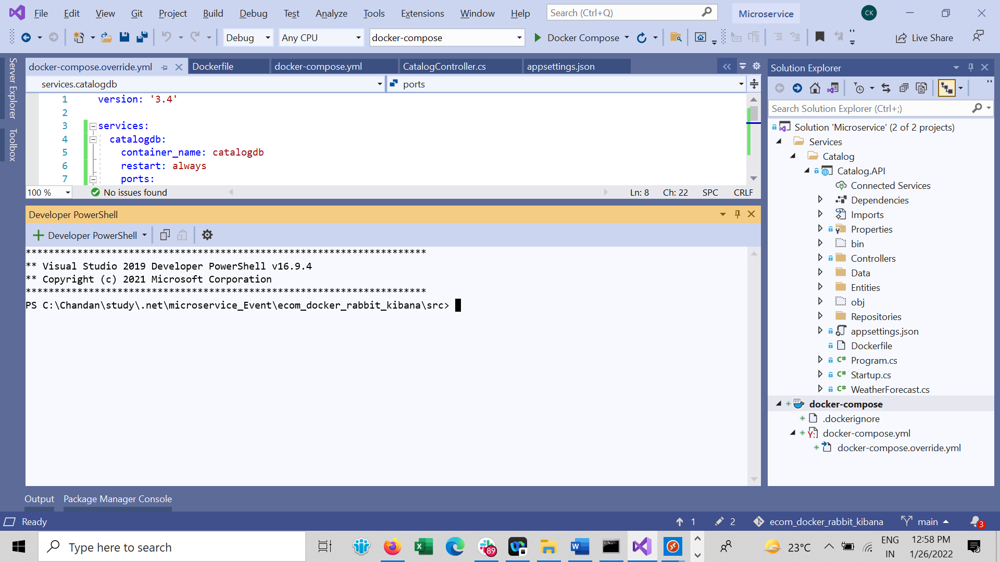 File Edit View Git Project Build Debug Test Analyze Tools Extensions Window Help Search (Ctrl+Q) Microservice CK
Debug Any CPU docker-compose Docker Compose Live Share
Server Explorer
Toolbox
docker-compose.override.yml Dockerfile docker-compose.yml CatalogController.cs appsettings.json
services.catalogdb ports
1 version: '3.4'
2
3 services:
4 catalogdb:
5 container_name: catalogdb
6 restart: always
7 ports:
100 % No issues found Ln: 8 Ch: 22 SPC CRLF
Developer PowerShell
Developer PowerShell
**********************************************************************
** Visual Studio 2019 Developer PowerShell v16.9.4
** Copyright (c) 2021 Microsoft Corporation
**********************************************************************
PS C:\Chandan\study\.net\microservice_Event\ecom_docker_rabbit_kibana\src>
Output Package Manager Console
Solution Explorer
Search Solution Explorer (Ctrl+;)
Solution 'Microservice' (2 of 2 projects)
Services
Catalog
Catalog.API
Connected Services
Dependencies
Imports
Properties
bin
Controllers
Data
Entities
obj
Repositories
appsettings.json
Dockerfile
C# Program.cs
C# Startup.cs
C# WeatherForecast.cs
docker-compose
.dockerignore
docker-compose.yml
docker-compose.override.yml
Ready 1 2 ecom_docker_rabbit_kibana main 3
Type here to search 89 23°C ENG IN 12:58 PM 1/26/2022